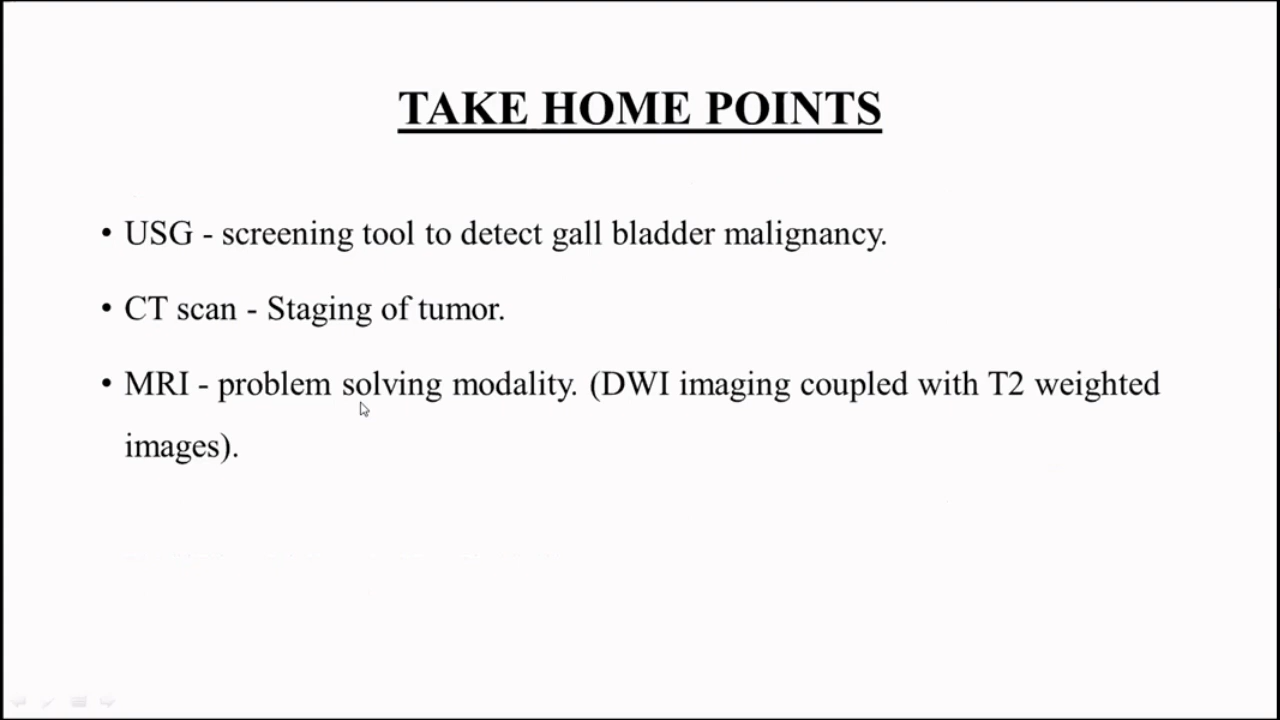 TAKE HOME POINTS
• USG - screening tool to detect gall bladder malignancy.
• CT scan - Staging of tumor.
• MRI - problem solving modality. (DWI imaging coupled with T2 weighted
images).